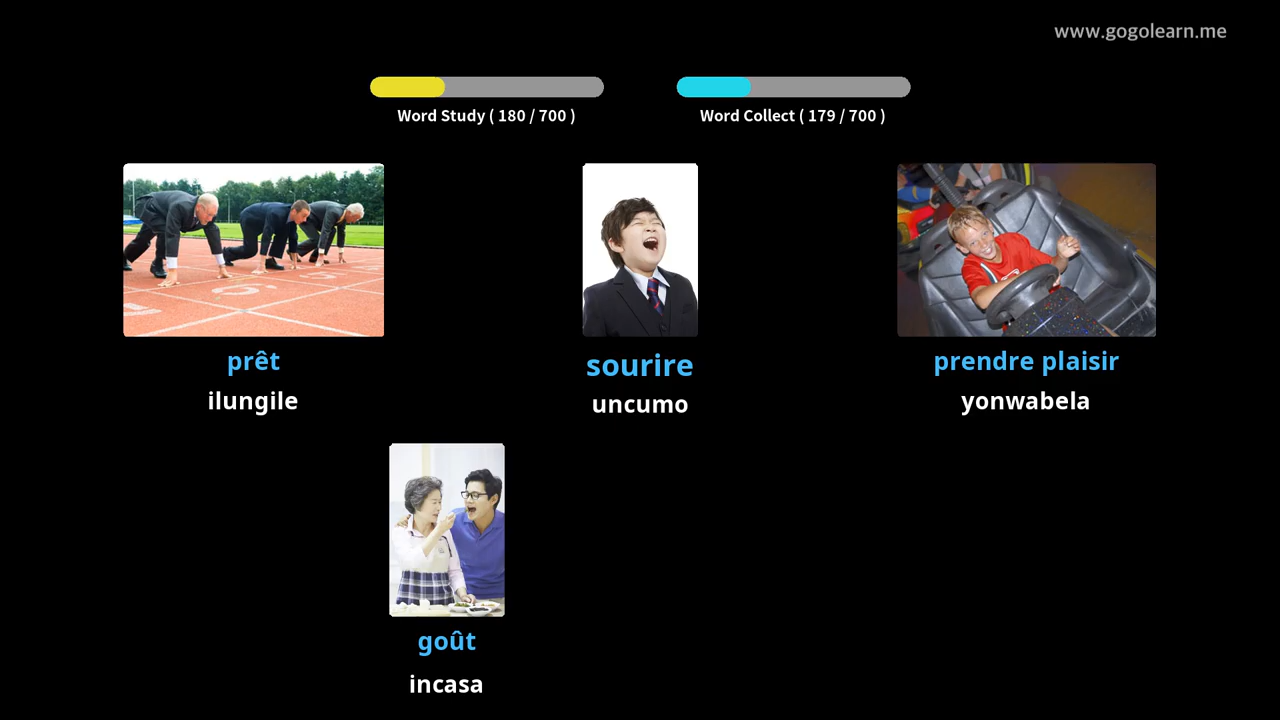 www.gogolearn.me
Word Study ( 180 / 700 )
Word Collect ( 179 / 700 )
prêt
ilungile
sourire
uncumo
prendre plaisir
yonwabela
goût
incasa